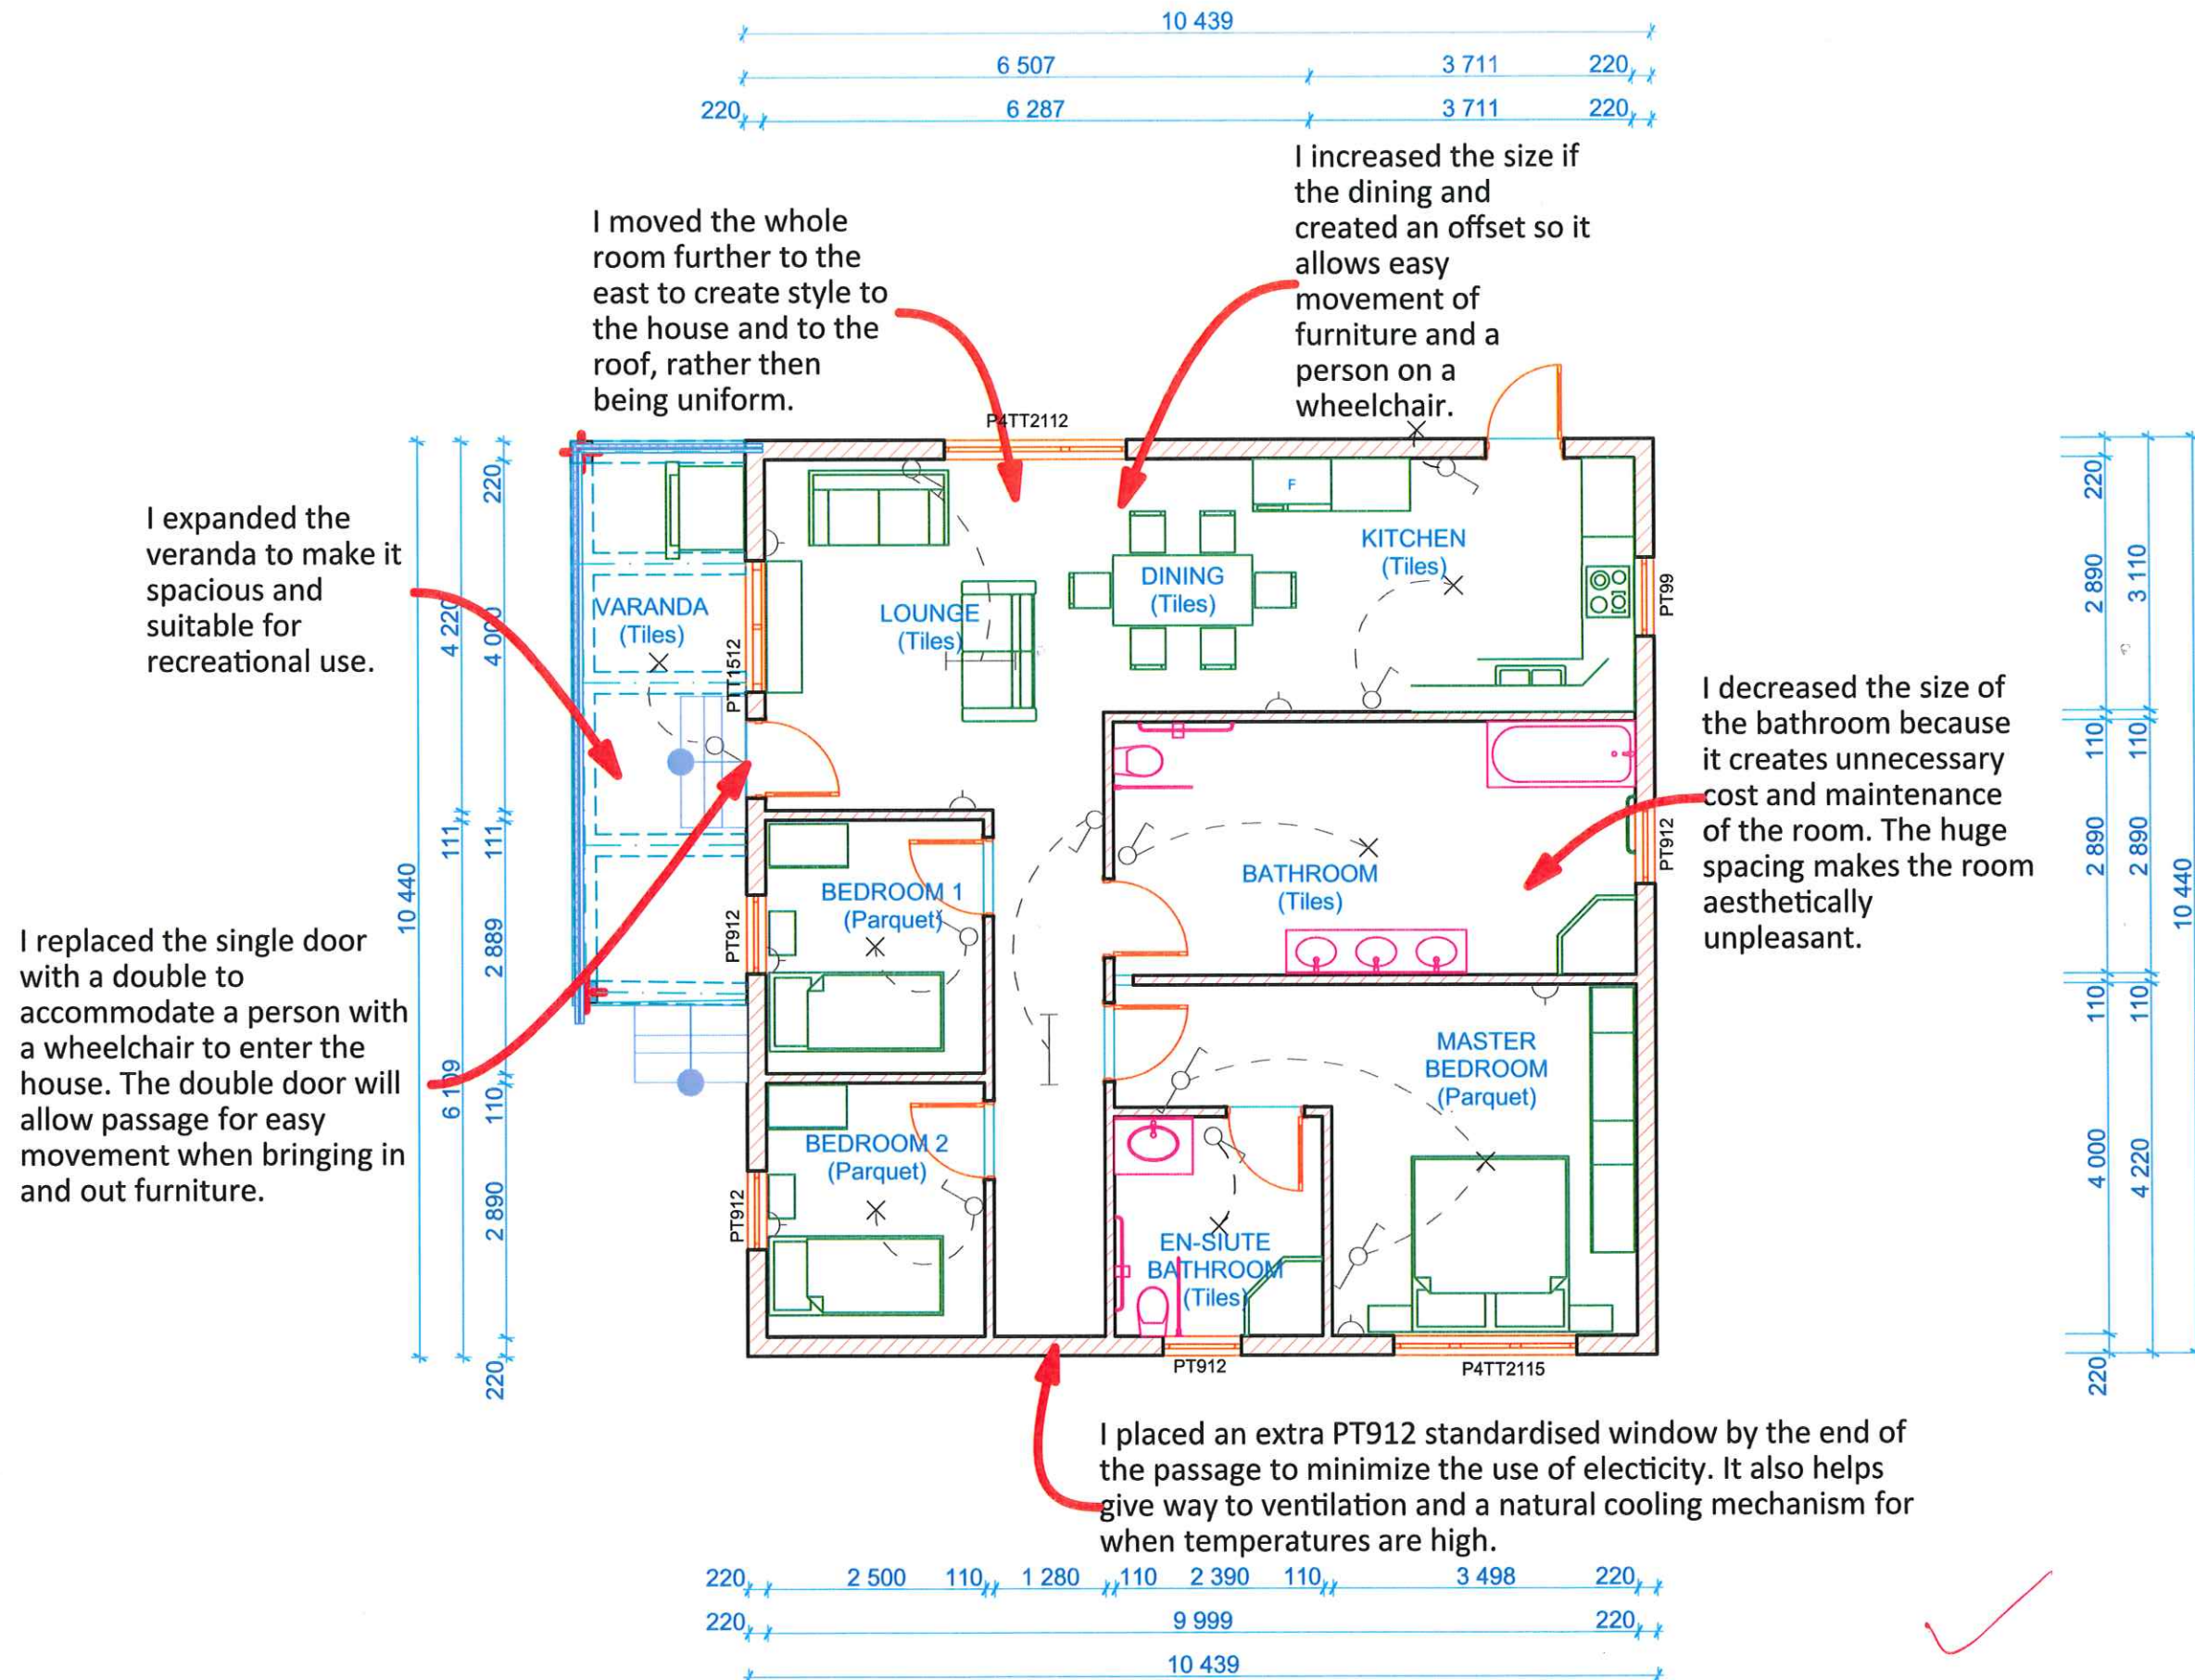 10 439
6 507 3 711 220
220 6 287 3 711 220
I increased the size if
the dining and
created an offset so it
allows easy
movement of
furniture and a
person on a
wheelchair.
I moved the whole
room further to the
east to create style to
the house and to the
roof, rather then
being uniform.
P4TT2112
I expanded the
veranda to make it
spacious and
suitable for
recreational use.
I replaced the single door
with a double to
accommodate a person with
a wheelchair to enter the
house. The double door will
allow passage for easy
movement when bringing in
and out furniture.
10 440
4 220
111
6 109
220
4 000
111
2 889
110
2 890
220
VARANDA
(Tiles)
PTT1512
LOUNGE
(Tiles)
DINING
(Tiles)
F
KITCHEN
(Tiles)
PT99
BEDROOM 1
(Parquet)
PT912
BATHROOM
(Tiles)
PT912
BEDROOM 2
(Parquet)
PT912
MASTER
BEDROOM
(Parquet)
EN-SIUTE
BATHROOM
(Tiles)
PT912
P4TT2115
I decreased the size of
the bathroom because
it creates unnecessary
cost and maintenance
of the room. The huge
spacing makes the room
aesthetically
unpleasant.
220
2 890
110
2 890
110
4 000
220
3 110
110
2 890
110
4 220
10 440
I placed an extra PT912 standardised window by the end of
the passage to minimize the use of electicity. It also helps
give way to ventilation and a natural cooling mechanism for
when temperatures are high.
220 2 500 110 1 280 110 2 390 110 3 498 220
220 9 999 220
10 439